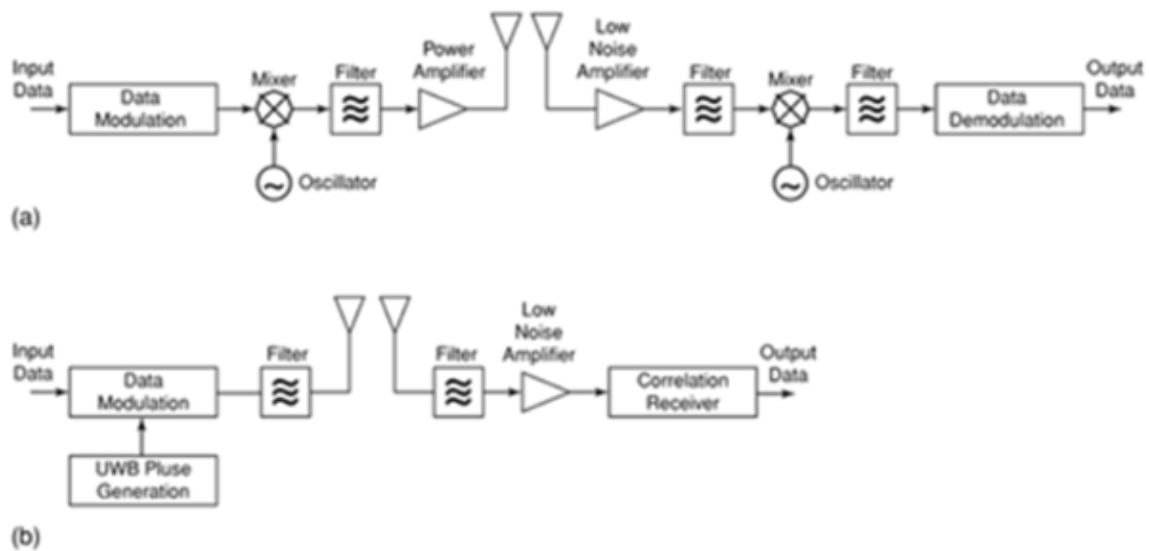 Input
Data
Data
Modulation
Mixer
Oscillator
Filter
Power
Amplifier
Low
Noise
Amplifier
Filter
Mixer
Oscillator
Filter
Data
Demodulation
Output
Data
(a)
Input
Data
Data
Modulation
UWB Pluse
Generation
Filter
Filter
Low
Noise
Amplifier
Correlation
Receiver
Output
Data
(b)